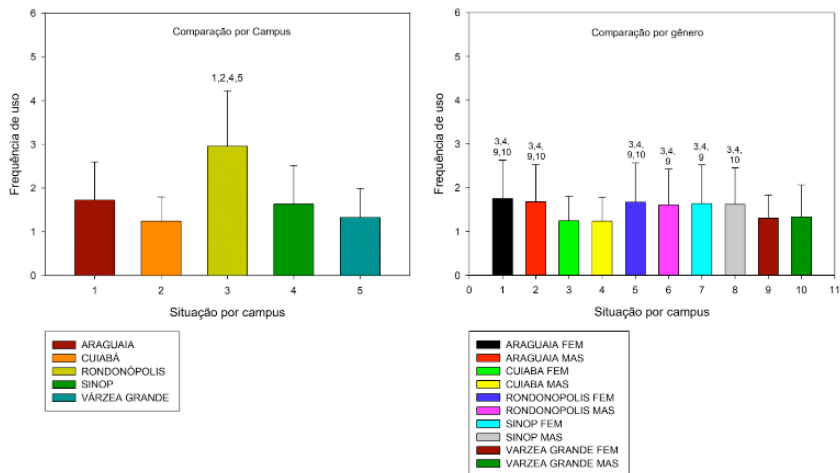 Comparação por Campus
Frequência de uso
6
5
4
3
2
1
0
1,2,4,5
1 2 3 4 5
Situação por campus
ARAGUAIA
CUIABÁ
RONDONÓPOLIS
SINOP
VÁRZEA GRANDE
Comparação por gênero
Frequência de uso
6
5
4
3
2
1
0
3,4,
9,10
3,4,
9,10
3,4,
9,10
3,4,
9
3,4,
9
3,4,
10
0 1 2 3 4 5 6 7 8 9 10 11
Situação por campus
ARAGUAIA FEM
ARAGUAIA MAS
CUIABA FEM
CUIABA MAS
RONDONOPOLIS FEM
RONDONOPOLIS MAS
SINOP FEM
SINOP MAS
VARZEA GRANDE FEM
VARZEA GRANDE MAS